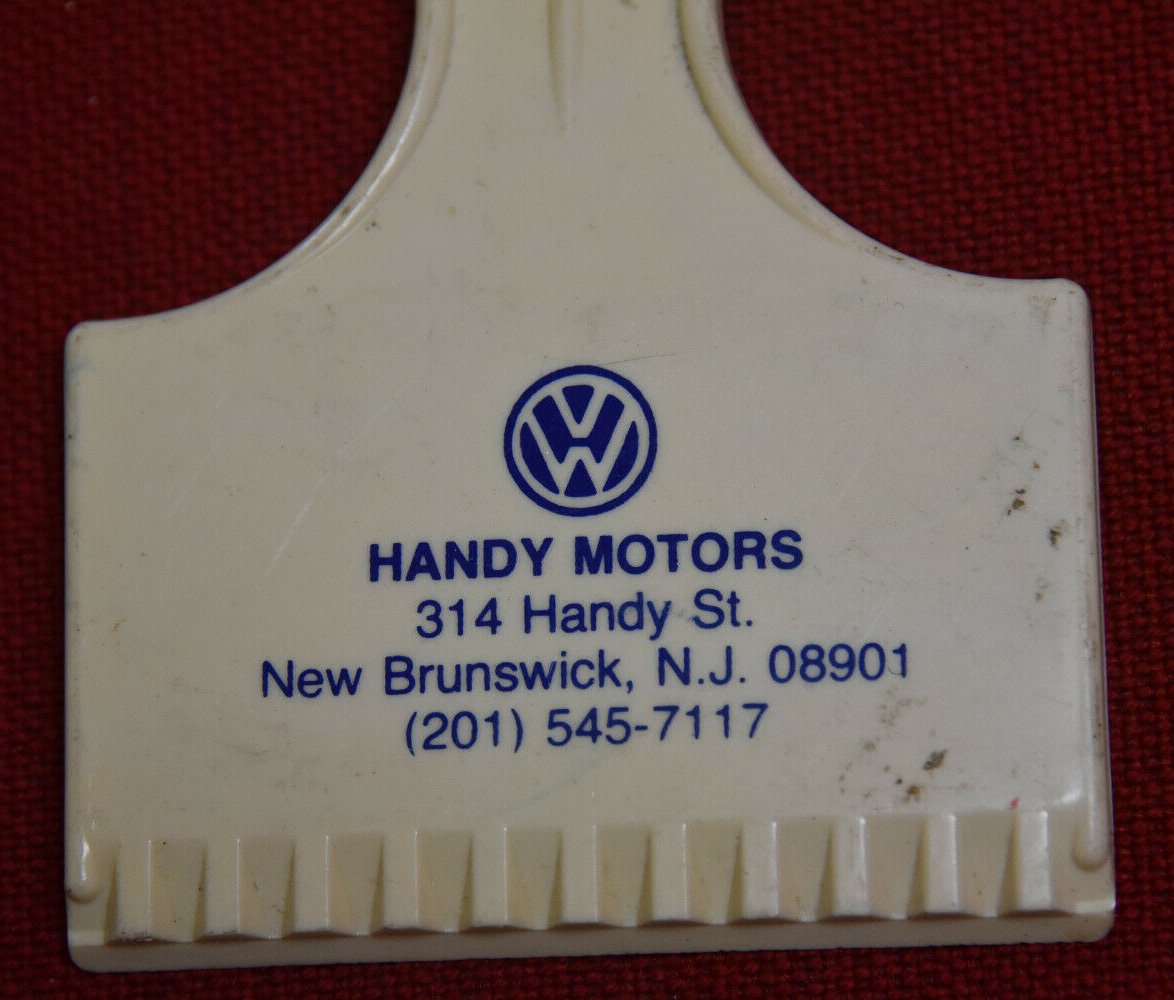 HANDY MOTORS
314 Handy St.
New Brunswick, N.J. 08901
(201) 545-7117